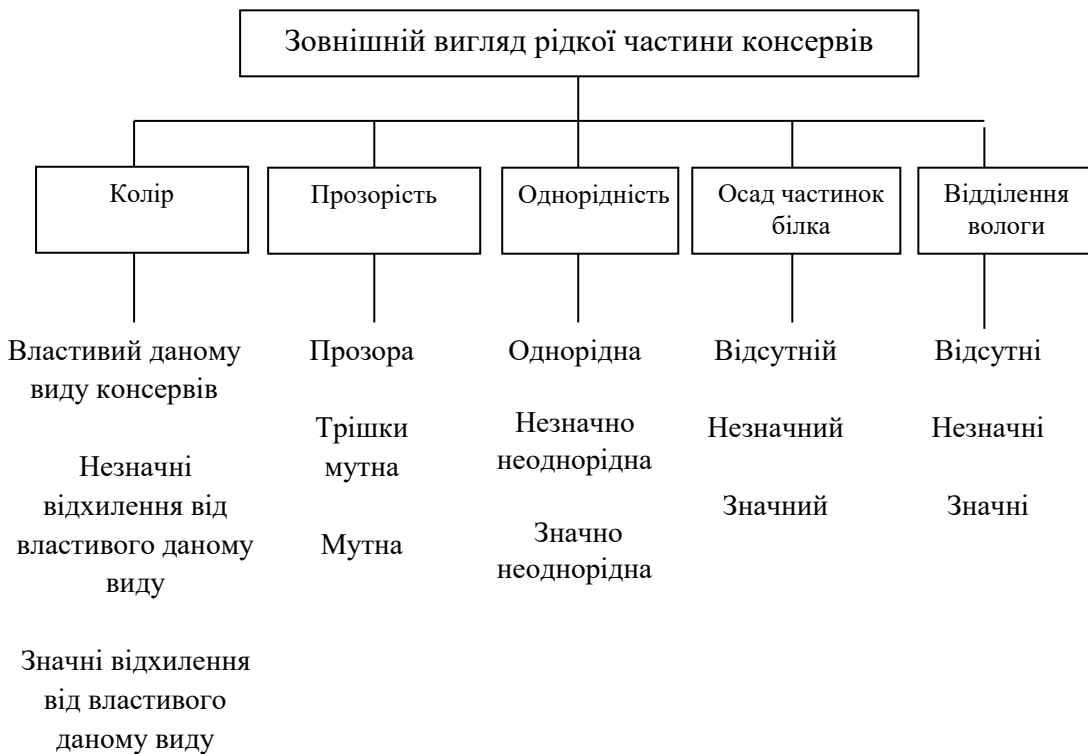 Зовнішній вигляд рідкої частини консервів
Колір
Прозорість
Однорідність
Осад частинок
білка
Відділення
вологи
Властивий даному
виду консервів
Незначні
відхилення від
властивого даному
виду
Значні відхилення
від властивого
даному виду
Прозора
Трішки
мутна
Мутна
Однорідна
Незначно
неоднорідна
Значно
неоднорідна
Відсутній
Незначний
Значний
Відсутні
Незначні
Значні